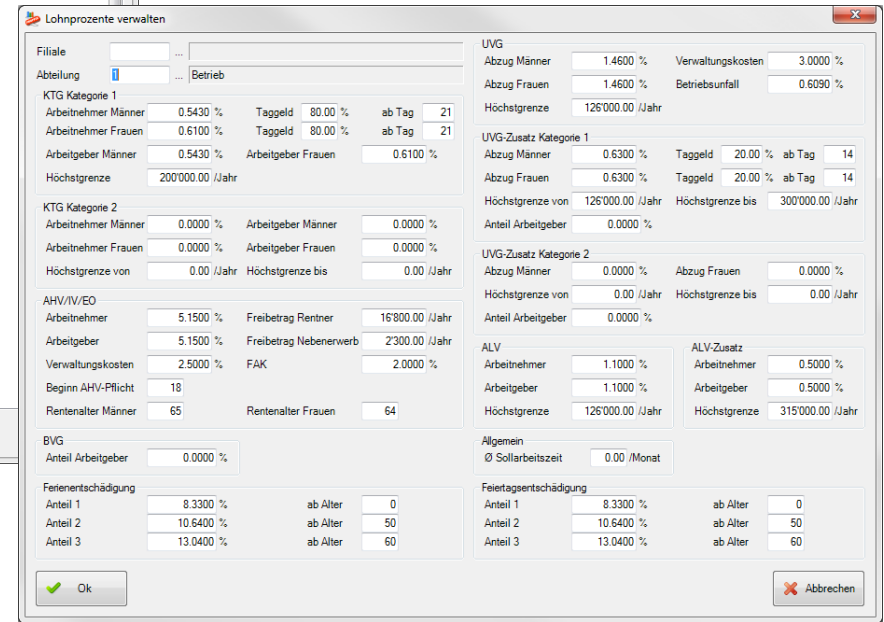 Lohnprozente verwalten
Filiale ...
Abteilung 1 ... Betrieb
KTG Kategorie 1
Arbeitnehmer Männer 0.5430 % Taggeld 80.00 % ab Tag 21
Arbeitnehmer Frauen 0.6100 % Taggeld 80.00 % ab Tag 21
Arbeitgeber Männer 0.5430 % Arbeitgeber Frauen 0.6100 %
Höchstgrenze 200'000.00 /Jahr
KTG Kategorie 2
Arbeitnehmer Männer 0.0000 % Arbeitgeber Männer 0.0000 %
Arbeitnehmer Frauen 0.0000 % Arbeitgeber Frauen 0.0000 %
Höchstgrenze von 0.00 /Jahr Höchstgrenze bis 0.00 /Jahr
AHV/IV/EO
Arbeitnehmer 5.1500 % Freibetrag Rentner 16'800.00 /Jahr
Arbeitgeber 5.1500 % Freibetrag Nebenerwerb 2'300.00 /Jahr
Verwaltungskosten 2.5000 % FAK 2.0000 %
Beginn AHV-Pflicht 18
Rentenalter Männer 65 Rentenalter Frauen 64
BVG
Anteil Arbeitgeber 0.0000 %
Ferienentschädigung
Anteil 1 8.3300 % ab Alter 0
Anteil 2 10.6400 % ab Alter 50
Anteil 3 13.0400 % ab Alter 60
Ok
UVG
Abzug Männer 1.4600 % Verwaltungskosten 3.0000 %
Abzug Frauen 1.4600 % Betriebsunfall 0.6090 %
Höchstgrenze 126'000.00 /Jahr
UVG-Zusatz Kategorie 1
Abzug Männer 0.6300 % Taggeld 20.00 % ab Tag 14
Abzug Frauen 0.6300 % Taggeld 20.00 % ab Tag 14
Höchstgrenze von 126'000.00 /Jahr Höchstgrenze bis 300'000.00 /Jahr
Anteil Arbeitgeber 0.0000 %
UVG-Zusatz Kategorie 2
Abzug Männer 0.0000 % Abzug Frauen 0.0000 %
Höchstgrenze von 0.00 /Jahr Höchstgrenze bis 0.00 /Jahr
Anteil Arbeitgeber 0.0000 %
ALV
Arbeitnehmer 1.1000 %
Arbeitgeber 1.1000 %
Höchstgrenze 126'000.00 /Jahr
ALV-Zusatz
Arbeitnehmer 0.5000 %
Arbeitgeber 0.5000 %
Höchstgrenze 315'000.00 /Jahr
Allgemein
Ø Sollarbeitszeit 0.00 /Monat
Feiertagsentschädigung
Anteil 1 8.3300 % ab Alter 0
Anteil 2 10.6400 % ab Alter 50
Anteil 3 13.0400 % ab Alter 60
Abbrechen